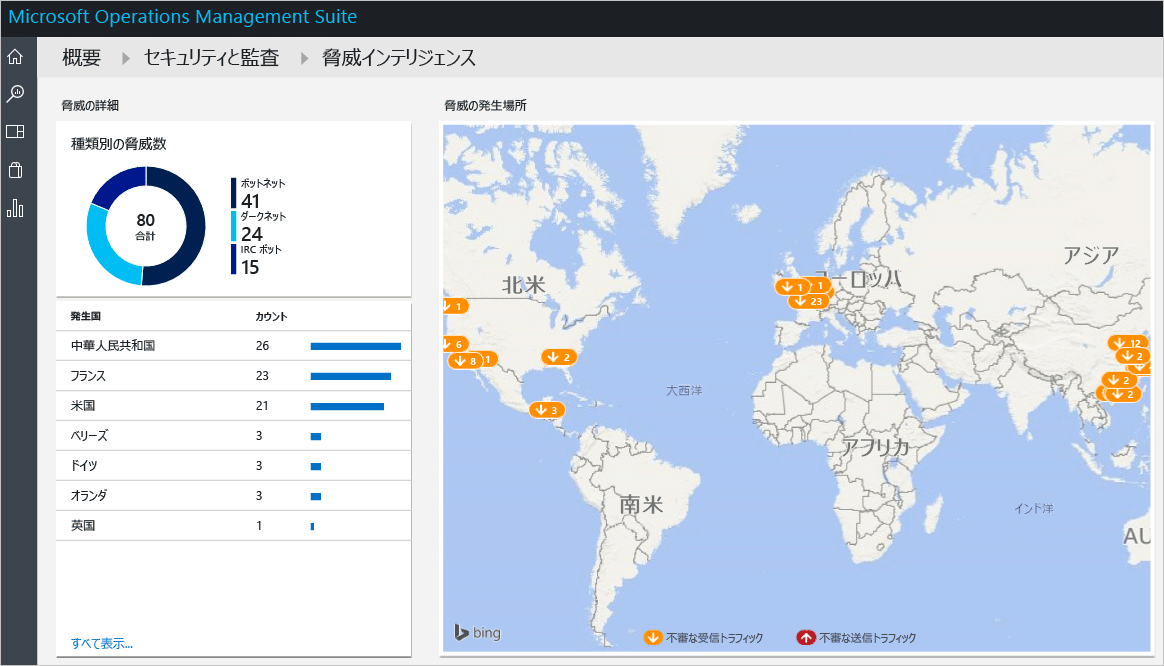 Microsoft Operations Management Suite
概要 セキュリティと監査 脅威インテリジェンス
脅威の詳細
種類別の脅威数
80
合計
ボットネット
41
ダークネット
24
IRC ボット
15
発生国 カウント
中華人民共和国 26
フランス 23
米国 21
ベリーズ 3
ドイツ 3
オランダ 3
英国 1
すべて表示...
脅威の発生場所
アジア
北米
ヨーロッパ
1
1
23
1
6
8
1
2
12
2
2
2
3
大西洋
アフリカ
南米
インド洋
AU
bing
不審な受信トラフィック
不審な送信トラフィック